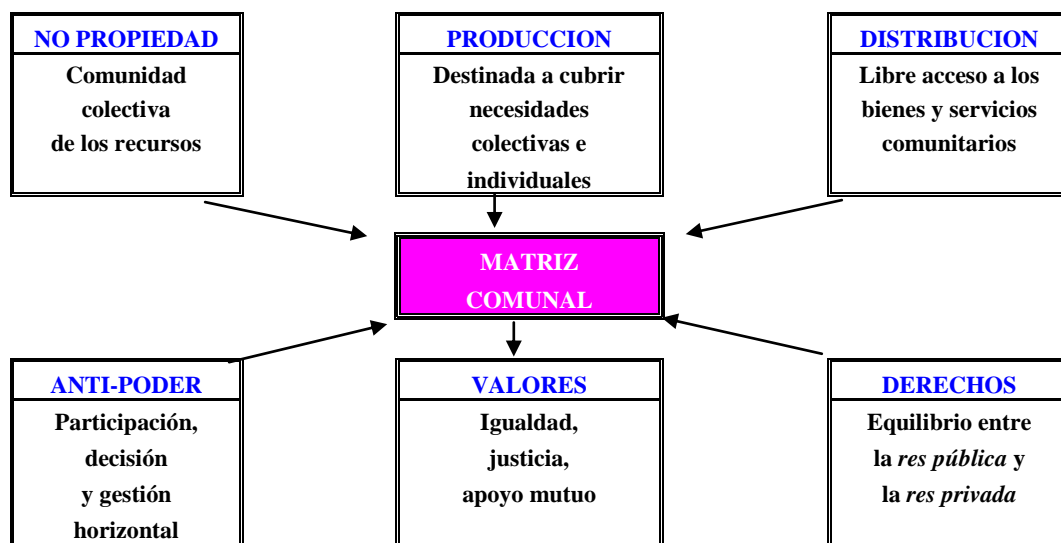 NO PROPIEDAD
Comunidad
colectiva
de los recursos
PRODUCCION
Destinada a cubrir
necesidades
colectivas e
individuales
DISTRIBUCION
Libre acceso a los
bienes y servicios
comunitarios
MATRIZ
COMUNAL
ANTI-PODER
Participación,
decisión
y gestión
horizontal
VALORES
Igualdad,
justicia,
apoyo mutuo
DERECHOS
Equilibrio entre
la res pública y
la res privada